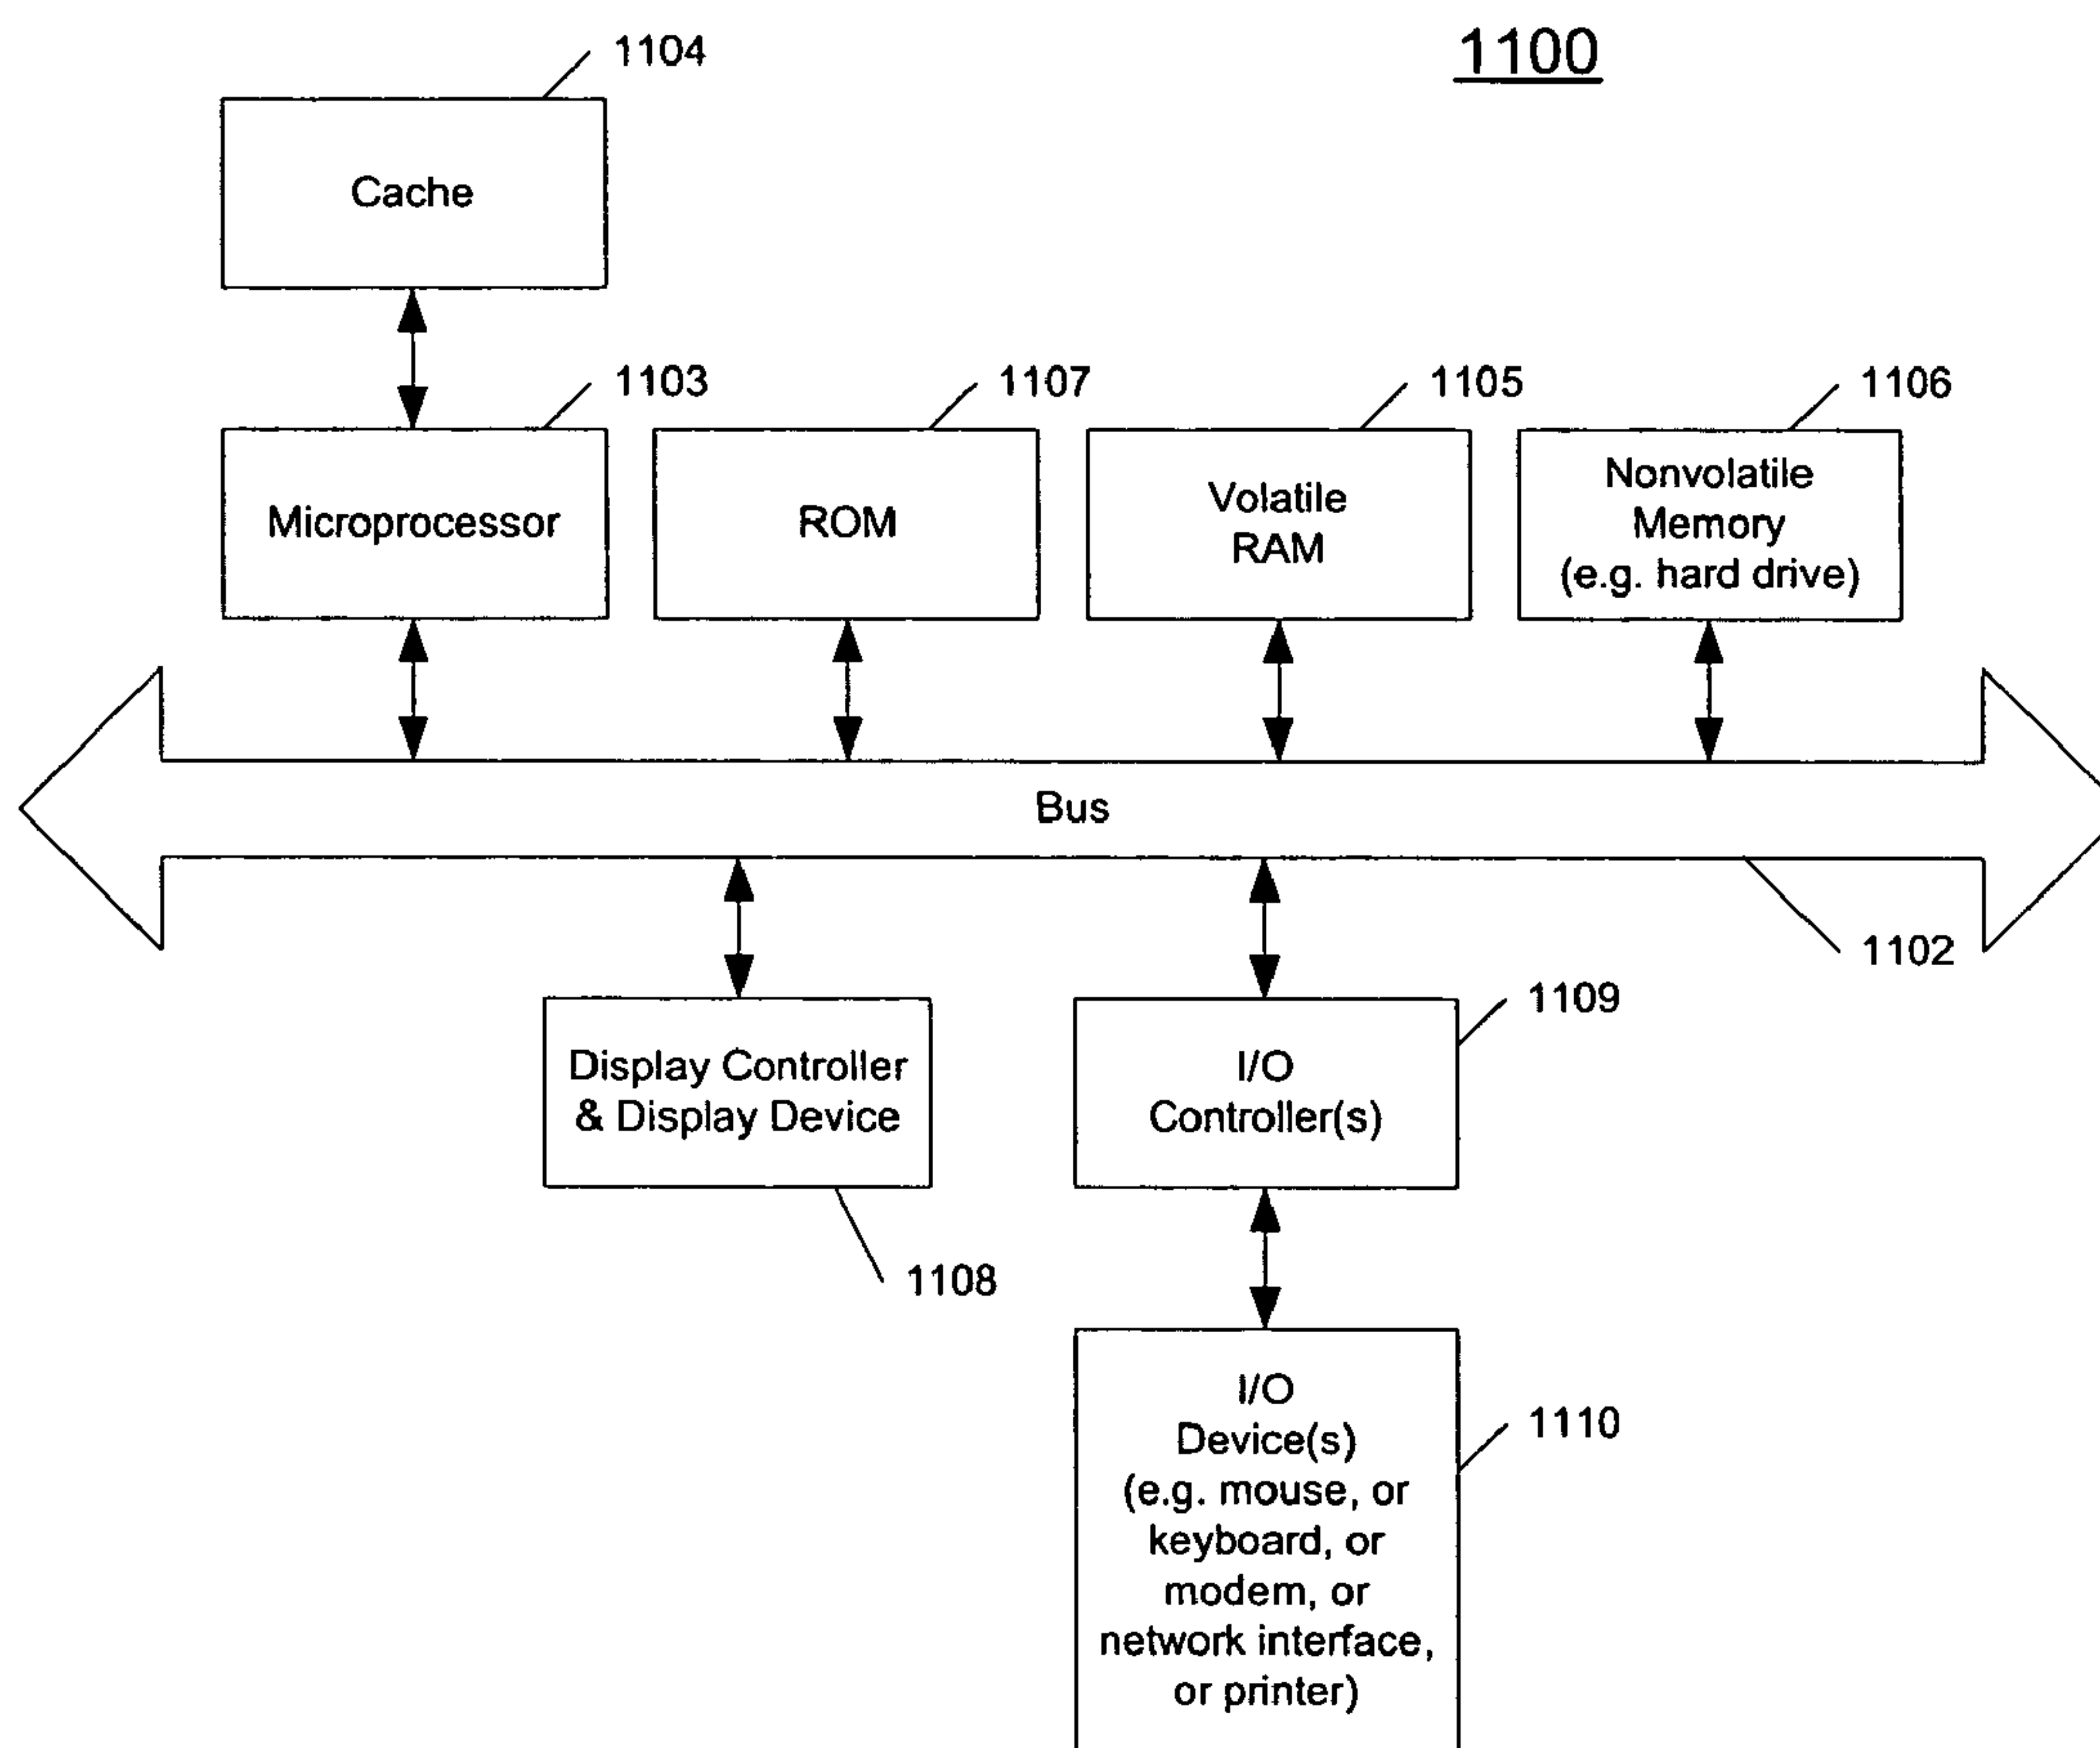 1100
1104
Cache
1103
1107
1105
1106
Microprocessor
ROM
Volatile
RAM
Nonvolatile
Memory
(e.g. hard drive)
Bus
1102
Display Controller
& Display Device
1108
I/O
Controller(s)
1109
I/O
Device(s)
(e.g. mouse, or
keyboard, or
modem, or
network interface,
or printer)
1110